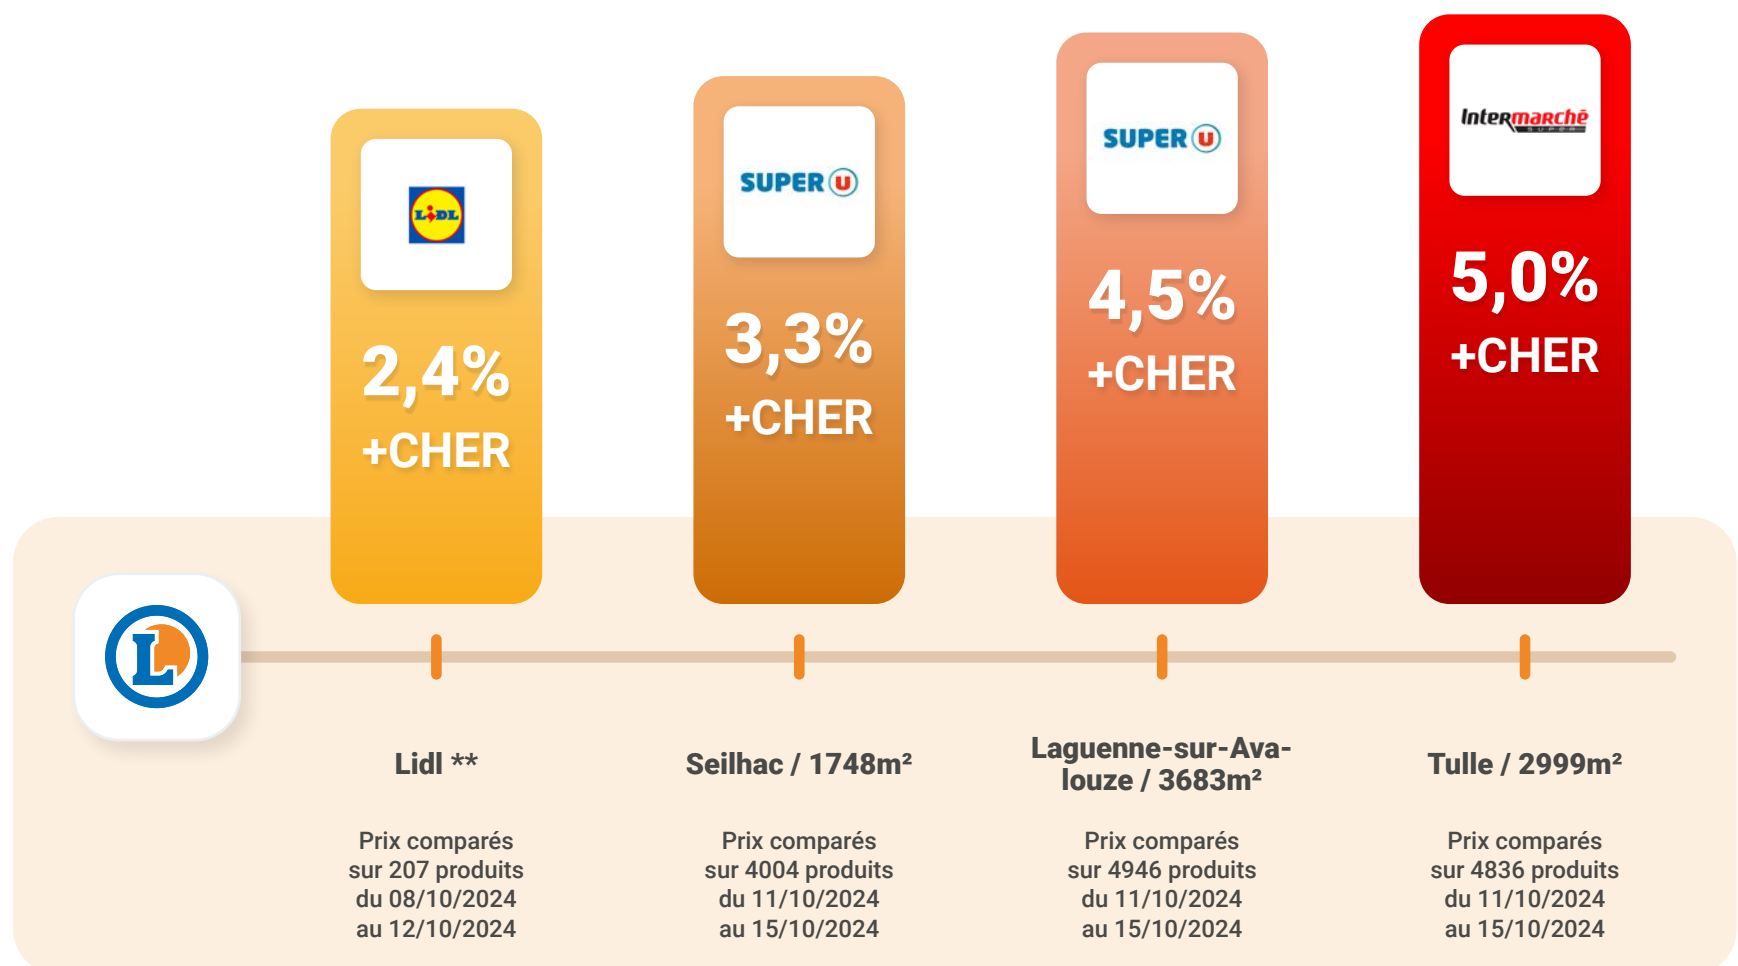 LIDL
2,4%
+CHER
SUPER U
3,3%
+CHER
SUPER U
4,5%
+CHER
Intermarchē
SUPER
5,0%
+CHER
L
Lidl **
Prix comparés
sur 207 produits
du 08/10/2024
au 12/10/2024
Seilhac / 1748m²
Prix comparés
sur 4004 produits
du 11/10/2024
au 15/10/2024
Laguenne-sur-Ava-
louze / 3683m²
Prix comparés
sur 4946 produits
du 11/10/2024
au 15/10/2024
Tulle / 2999m²
Prix comparés
sur 4836 produits
du 11/10/2024
au 15/10/2024